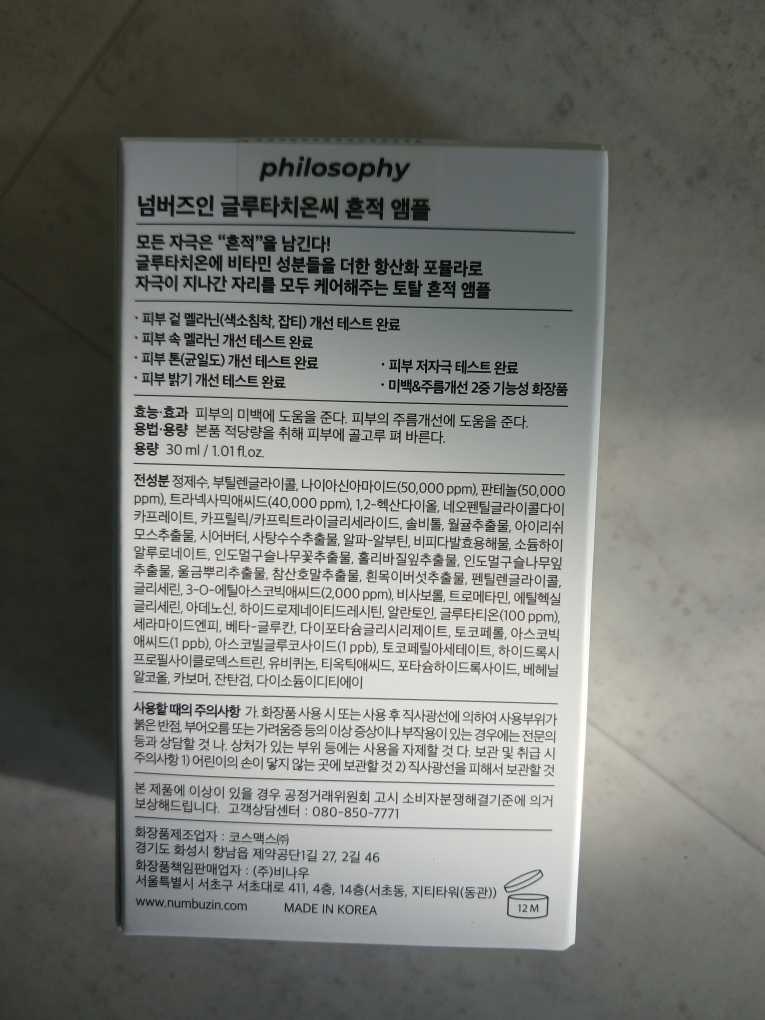 philosophy
넘버즈인 글루타치온씨 흔적 앰플
모든 자극은 “흔적”을 남긴다!
글루타치온에 비타민 성분들을 더한 항산화 포뮬라로
자극이 지나간 자리를 모두 케어해주는 토탈 흔적 앰플
· 피부 겉 멜라닌(색소침착, 잡티) 개선 테스트 완료
· 피부 속 멜라닌 개선 테스트 완료
· 피부 톤(균일도) 개선 테스트 완료 · 피부 저자극 테스트 완료
· 피부 밝기 개선 테스트 완료 · 미백&주름개선 2중 기능성 화장품
효능·효과 피부의 미백에 도움을 준다. 피부의 주름개선에 도움을 준다.
용법·용량 본품 적당량을 취해 피부에 골고루 펴 바른다.
용량 30 ml / 1.01 fl.oz.
전성분 정제수, 부틸렌글라이콜, 나이아신아마이드(50,000 ppm), 판테놀(50,000
ppm), 트라넥사믹애씨드(40,000 ppm), 1,2-헥산다이올, 네오펜틸글라이콜다이
카프레이트, 카프릴릭/카프릭트라이글리세라이드, 솔비톨, 월귤추출물, 아이리쉬
모스추출물, 시어버터, 사탕수수추출물, 알파-알부틴, 비피다발효용해물, 소듐하이
알루로네이트, 인도멀구슬나무꽃추출물, 홀리바질잎추출물, 인도멀구슬나무잎
추출물, 울금뿌리추출물, 참산호말추출물, 흰목이버섯추출물, 펜틸렌글라이콜,
글리세린, 3-O-에틸아스코빅애씨드(2,000 ppm), 비사보롤, 트로메타민, 에틸헥실
글리세린, 아데노신, 하이드로제네이티드레시틴, 알란토인, 글루타티온(100 ppm),
세라마이드엔피, 베타-글루칸, 다이포타슘글리시리제이트, 토코페롤, 아스코빅
애씨드(1 ppb), 아스코빌글루코사이드(1 ppb), 토코페릴아세테이트, 하이드록시
프로필사이클로덱스트린, 유비퀴논, 티옥틱애씨드, 포타슘하이드록사이드, 베헤닐
알코올, 카보머, 잔탄검, 다이소듐이디티에이
사용할 때의 주의사항 가. 화장품 사용 시 또는 사용 후 직사광선에 의하여 사용부위가
붉은 반점, 부어오름 또는 가려움증 등의 이상 증상이나 부작용이 있는 경우에는 전문의
등과 상담할 것 나. 상처가 있는 부위 등에는 사용을 자제할 것 다. 보관 및 취급 시
주의사항 1) 어린이의 손이 닿지 않는 곳에 보관할 것 2) 직사광선을 피해서 보관할 것
본 제품에 이상이 있을 경우 공정거래위원회 고시 소비자분쟁해결기준에 의거
보상해드립니다. 고객상담센터 : 080-850-7771
화장품제조업자 : 코스맥스㈜
경기도 화성시 향남읍 제약공단1길 27, 2길 46
화장품책임판매업자 : (주)비나우
서울특별시 서초구 서초대로 411, 4층, 14층(서초동, 지티타워(동관))
www.numbuzin.com MADE IN KOREA
12 M